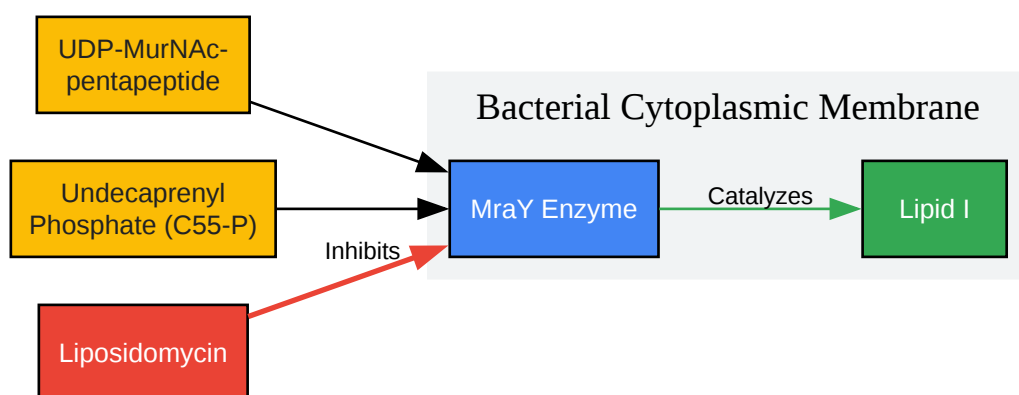 UDP-MurNAc-
pentapeptide
Bacterial Cytoplasmic Membrane
Undecaprenyl
Phosphate (C55-P)
MraY Enzyme
Catalyzes
Lipid I
Inhibits
Liposidomycin